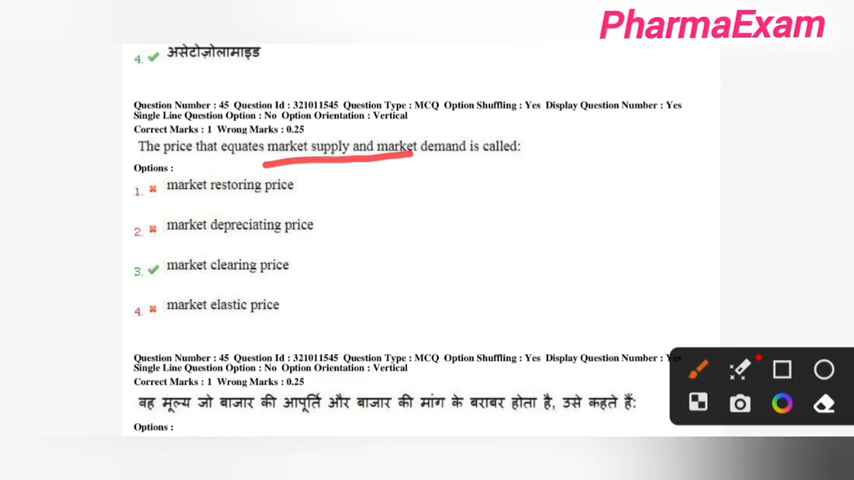 PharmaExam
4. असेटोज़ोलामाइड
Question Number : 45 Question Id : 321011545 Question Type : MCQ Option Shuffling : Yes Display Question Number : Yes
Single Line Question Option : No Option Orientation : Vertical
Correct Marks : 1 Wrong Marks : 0.25
The price that equates market supply and market demand is called:
Options :
1. market restoring price
2. market depreciating price
3. market clearing price
4. market elastic price
Question Number : 45 Question Id : 321011545 Question Type : MCQ Option Shuffling : Yes Display Question Number : Yes
Single Line Question Option : No Option Orientation : Vertical
Correct Marks : 1 Wrong Marks : 0.25
वह मूल्य जो बाजार की आपूर्ति और बाजार की मांग के बराबर होता है, उसे कहते हैं:
Options :